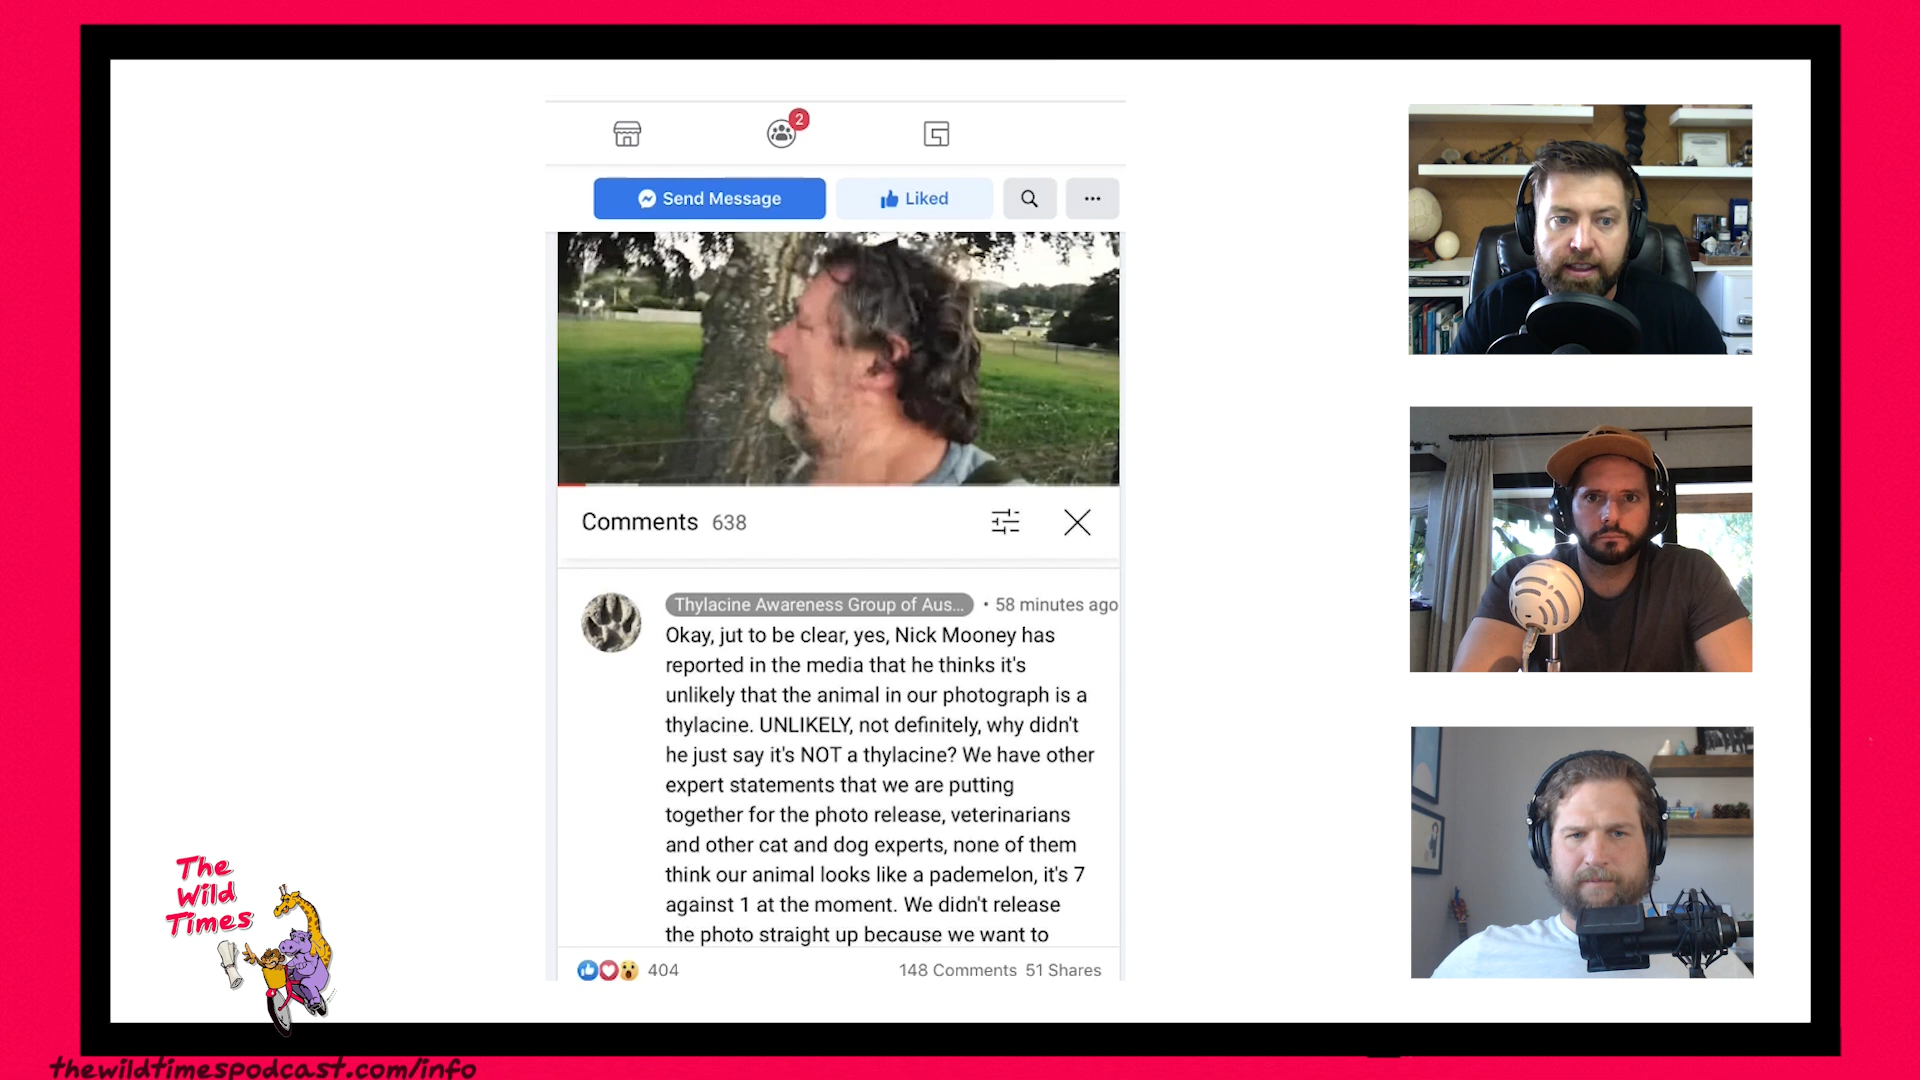 2
Send Message
Liked
Comments 638
Thylacine Awareness Group of Aus... • 58 minutes ago
Okay, jut to be clear, yes, Nick Mooney has
reported in the media that he thinks it's
unlikely that the animal in our photograph is a
thylacine. UNLIKELY, not definitely, why didn't
he just say it's NOT a thylacine? We have other
expert statements that we are putting
together for the photo release, veterinarians
and other cat and dog experts, none of them
think our animal looks like a pademelon, it's 7
against 1 at the moment. We didn't release
the photo straight up because we want to
404
148 Comments 51 Shares
The
Wild
Times
thewildtimespodcast.com/info